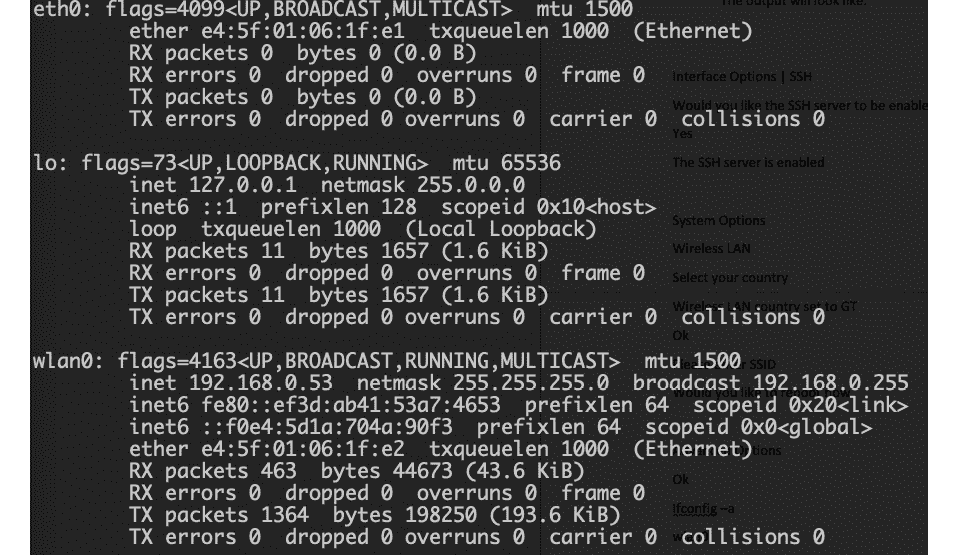 The output will look like:
eth0: flags=4099<UP,BROADCAST,MULTICAST>  mtu 1500
ether e4:5f:01:06:1f:e1  txqueuelen 1000  (Ethernet)
RX packets 0  bytes 0 (0.0 B)
RX errors 0  dropped 0  overruns 0  frame 0
TX packets 0  bytes 0 (0.0 B)
TX errors 0  dropped 0 overruns 0  carrier 0  collisions 0
lo: flags=73<UP,LOOPBACK,RUNNING>  mtu 65536
inet 127.0.0.1  netmask 255.0.0.0
inet6 ::1  prefixlen 128  scopeid 0x10<host>
loop  txqueuelen 1000  (Local Loopback)
RX packets 11  bytes 1657 (1.6 KiB)
RX errors 0  dropped 0  overruns 0  frame 0
TX packets 11  bytes 1657 (1.6 KiB)
TX errors 0  dropped 0 overruns 0  carrier 0  collisions 0
wlan0: flags=4163<UP,BROADCAST,RUNNING,MULTICAST>  mtu 1500
inet 192.168.0.53  netmask 255.255.255.0  broadcast 192.168.0.255
inet6 fe80::ef3d:ab41:53a7:4653  prefixlen 64  scopeid 0x20<link>
inet6 ::f0e4:5d1a:704a:90f3  prefixlen 64  scopeid 0x0<global>
ether e4:5f:01:06:1f:e2  txqueuelen 1000  (Ethernet)
RX packets 463  bytes 44673 (43.6 KiB)
RX errors 0  dropped 0  overruns 0  frame 0
TX packets 1364  bytes 198250 (193.6 KiB)
TX errors 0  dropped 0 overruns 0  carrier 0  collisions 0
Interface Options | SSH
Would you like the SSH server to be enable
Yes
The SSH server is enabled
System Options
Wireless LAN
Select your country
Wireless LAN country set to GT
Ok
SSID
Would you like to reboot now
Ok
Ifconfig –a